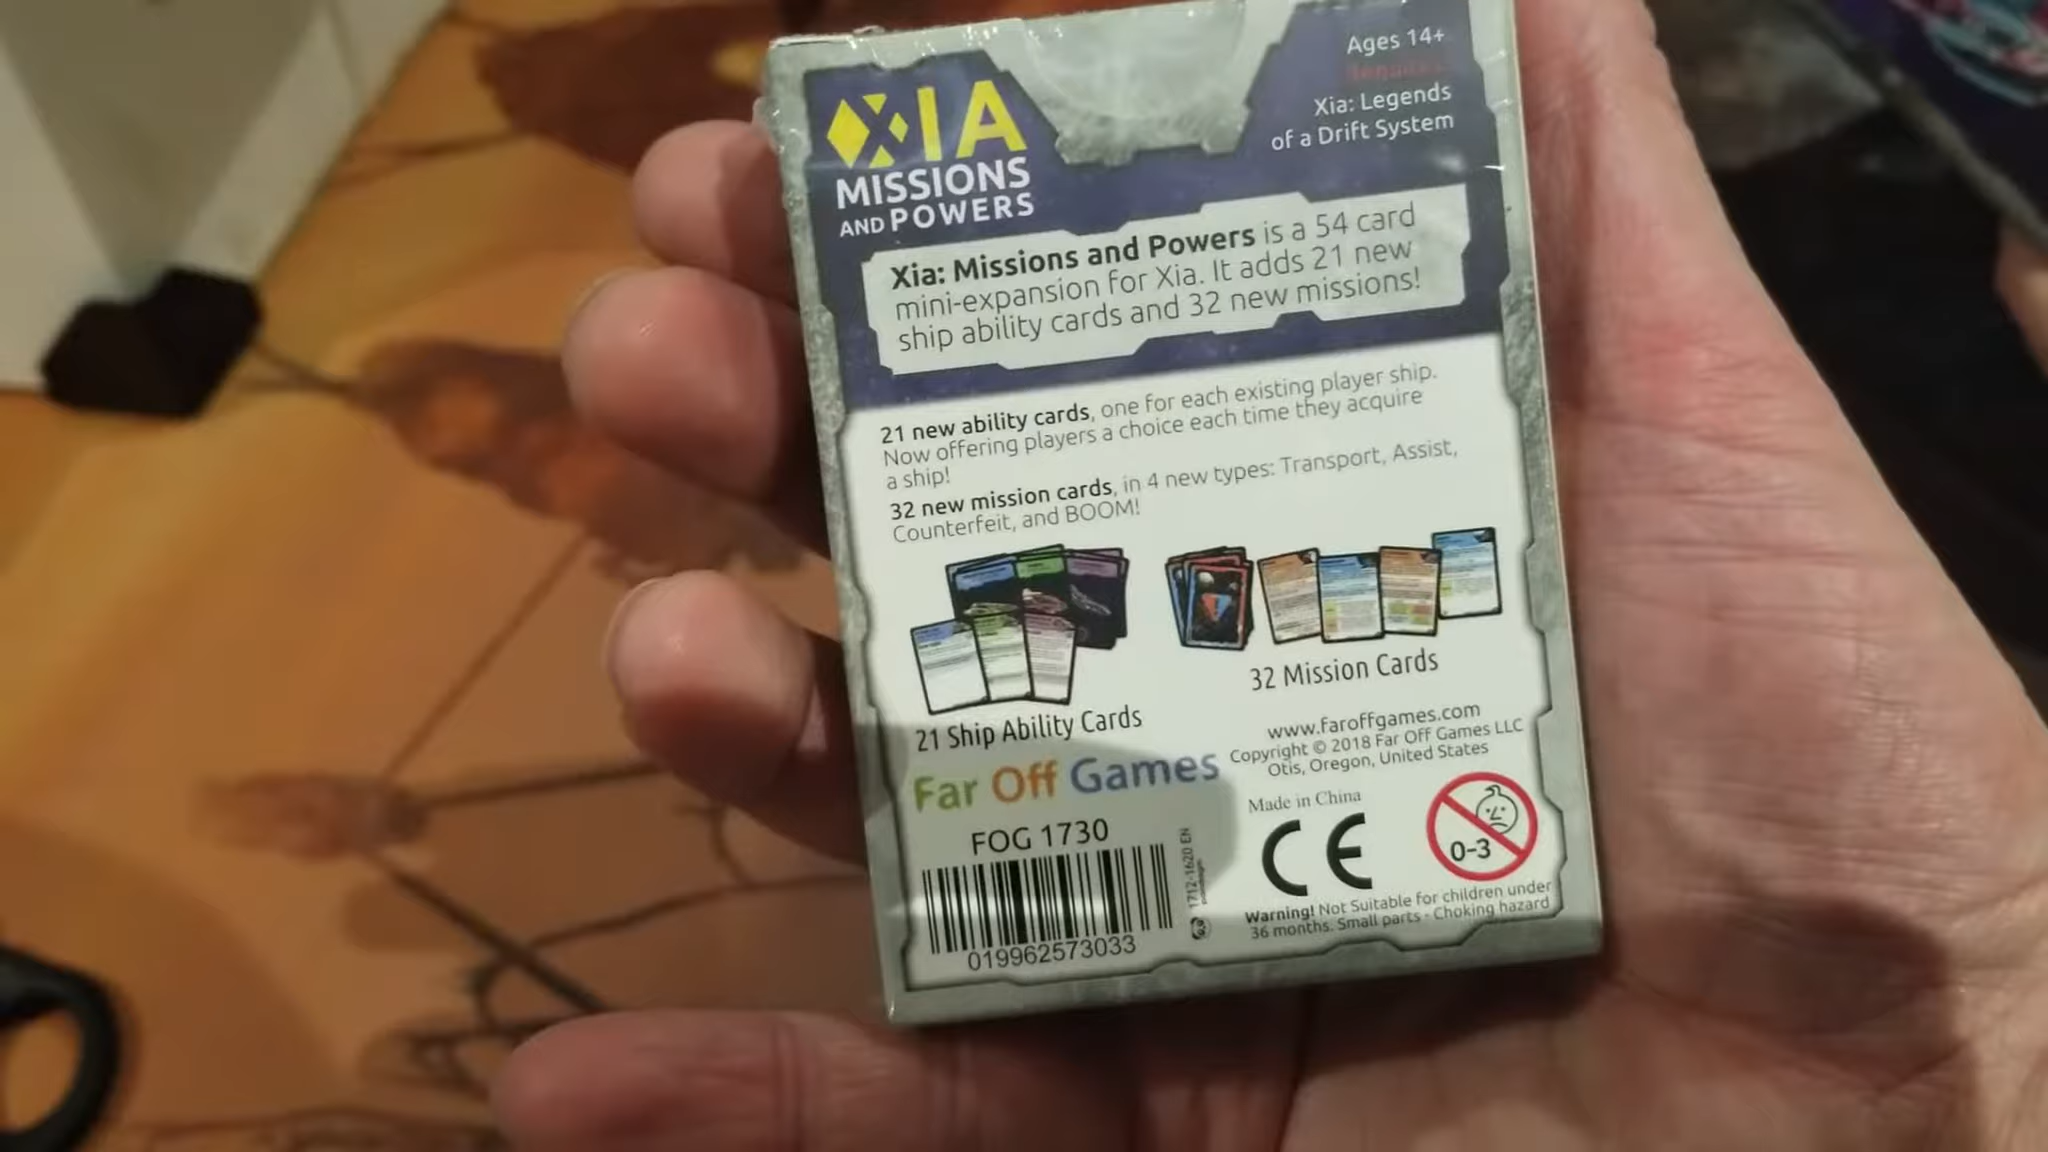 XIA
MISSIONS
AND POWERS
Ages 14+
Requires
Xia: Legends
of a Drift System
Xia: Missions and Powers is a 54 card
mini-expansion for Xia. It adds 21 new
ship ability cards and 32 new missions!
21 new ability cards, one for each existing player ship.
Now offering players a choice each time they acquire
a ship!
32 new mission cards, in 4 new types: Transport, Assist,
Counterfeit, and BOOM!
21 Ship Ability Cards
32 Mission Cards
Far Off Games
www.faroffgames.com
Copyright © 2018 Far Off Games LLC
Otis, Oregon, United States
FOG 1730
019962573033
1712-1620 EN
Made in China
CE
0-3
Warning! Not Suitable for children under
36 months. Small parts - Choking hazard